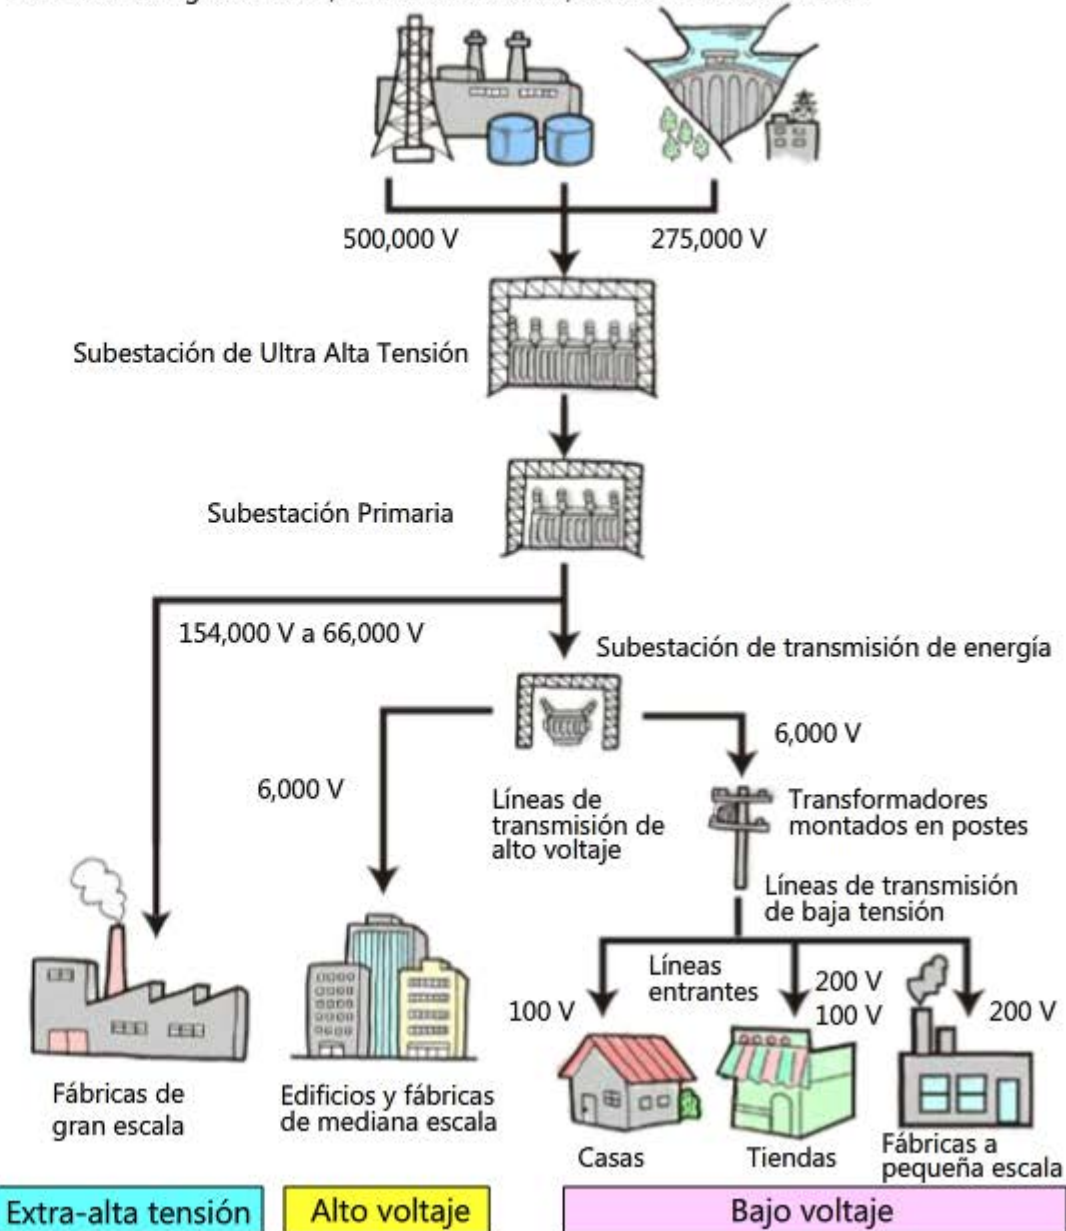 500,000 V
275,000 V
Subestación de Ultra Alta Tensión
Subestación Primaria
154,000 V a 66,000 V
Subestación de transmisión de energía
6,000 V
6,000 V
Líneas de
transmisión de
alto voltaje
Transformadores
montados en postes
Líneas de transmisión
de baja tensión
Líneas
entrantes
100 V
200 V
100 V
200 V
Fábricas de
gran escala
Edificios y fábricas
de mediana escala
Casas
Tiendas
Fábricas a
pequeña escala
Extra-alta tensión
Alto voltaje
Bajo voltaje